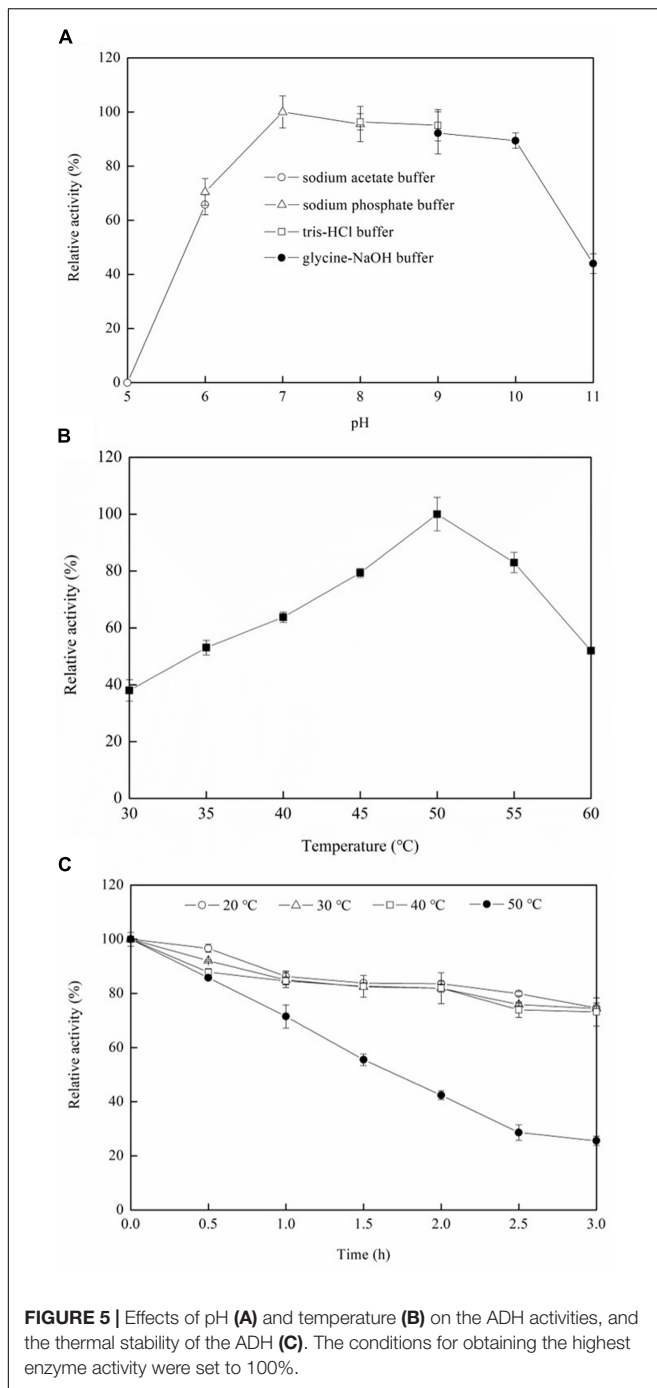 A
120
100
80
60
40
20
0
Relative activity (%)
sodium acetate buffer
sodium phosphate buffer
tris-HCl buffer
glycine-NaOH buffer
5 6 7 8 9 10 11
pH
B
120
100
80
60
40
20
0
Relative activity (%)
30 35 40 45 50 55 60
Temperature (°C)
C
120
100
80
60
40
20
0
Relative activity (%)
20 °C 30 °C 40 °C 50 °C
0.0 0.5 1.0 1.5 2.0 2.5 3.0
Time (h)
FIGURE 5 | Effects of pH (A) and temperature (B) on the ADH activities, and
the thermal stability of the ADH (C). The conditions for obtaining the highest
enzyme activity were set to 100%.